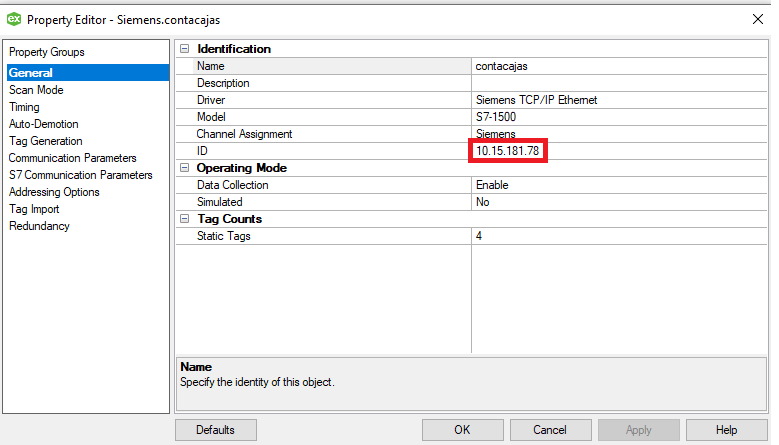 ex Property Editor - Siemens.contacajas
Property Groups
General
Scan Mode
Timing
Auto-Demotion
Tag Generation
Communication Parameters
S7 Communication Parameters
Addressing Options
Tag Import
Redundancy
Identification
Name contacajas
Description
Driver Siemens TCP/IP Ethernet
Model S7-1500
Channel Assignment Siemens
ID 10.15.181.78
Operating Mode
Data Collection Enable
Simulated No
Tag Counts
Static Tags 4
Name
Specify the identity of this object.
Defaults OK Cancel Apply Help